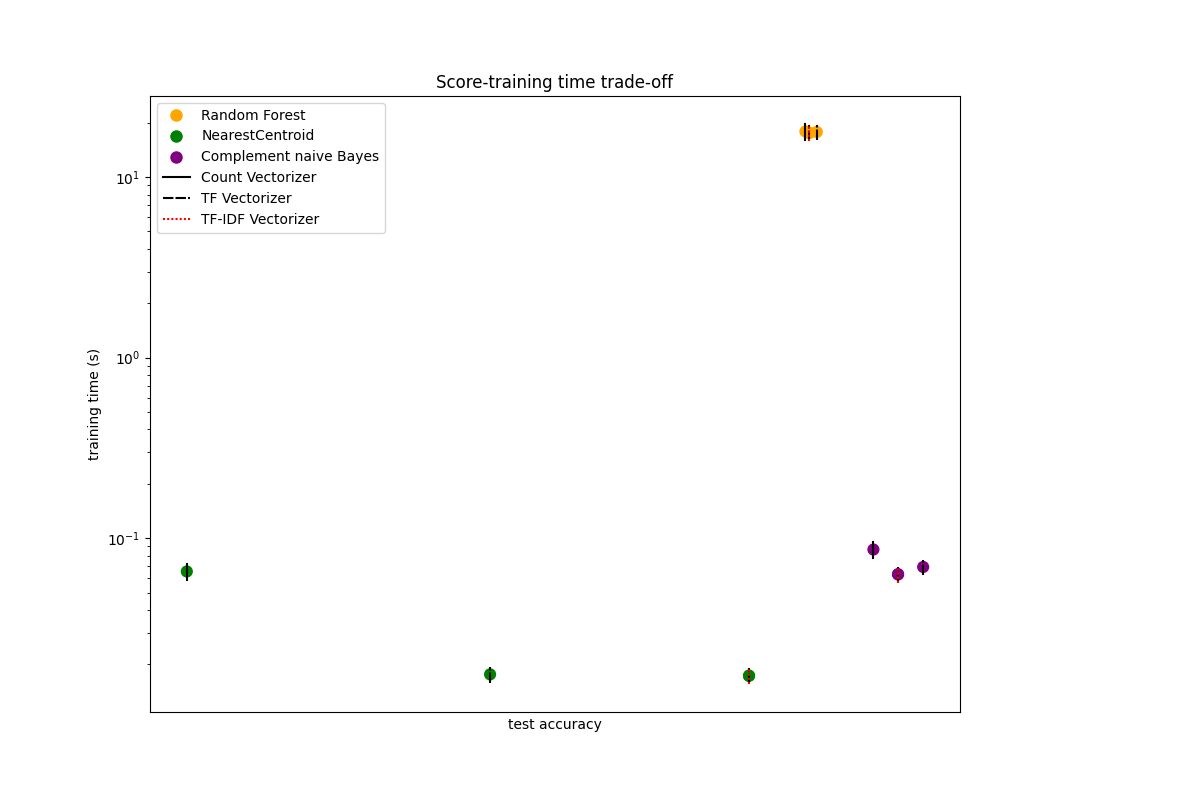 Score-training time trade-off
Random Forest
NearestCentroid
Complement naive Bayes
Count Vectorizer
TF Vectorizer
TF-IDF Vectorizer
10¹
10⁰
10⁻¹
training time (s)
test accuracy